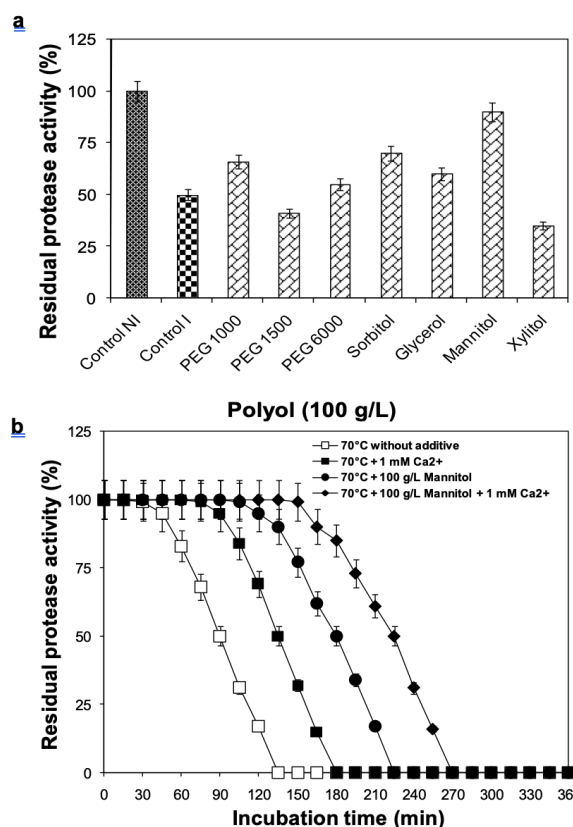 a
Residual protease activity (%)
125
100
75
50
25
0
Control NI
Control I
PEG 1000
PEG 1500
PEG 6000
Sorbitol
Glycerol
Mannitol
Xylitol
Polyol (100 g/L)
b
Residual protease activity (%)
125
100
75
50
25
0
70°C without additive
70°C + 1 mM Ca2+
70°C + 100 g/L Mannitol
70°C + 100 g/L Mannitol + 1 mM Ca2+
0 30 60 90 120 150 180 210 240 270 300 330 36
Incubation time (min)